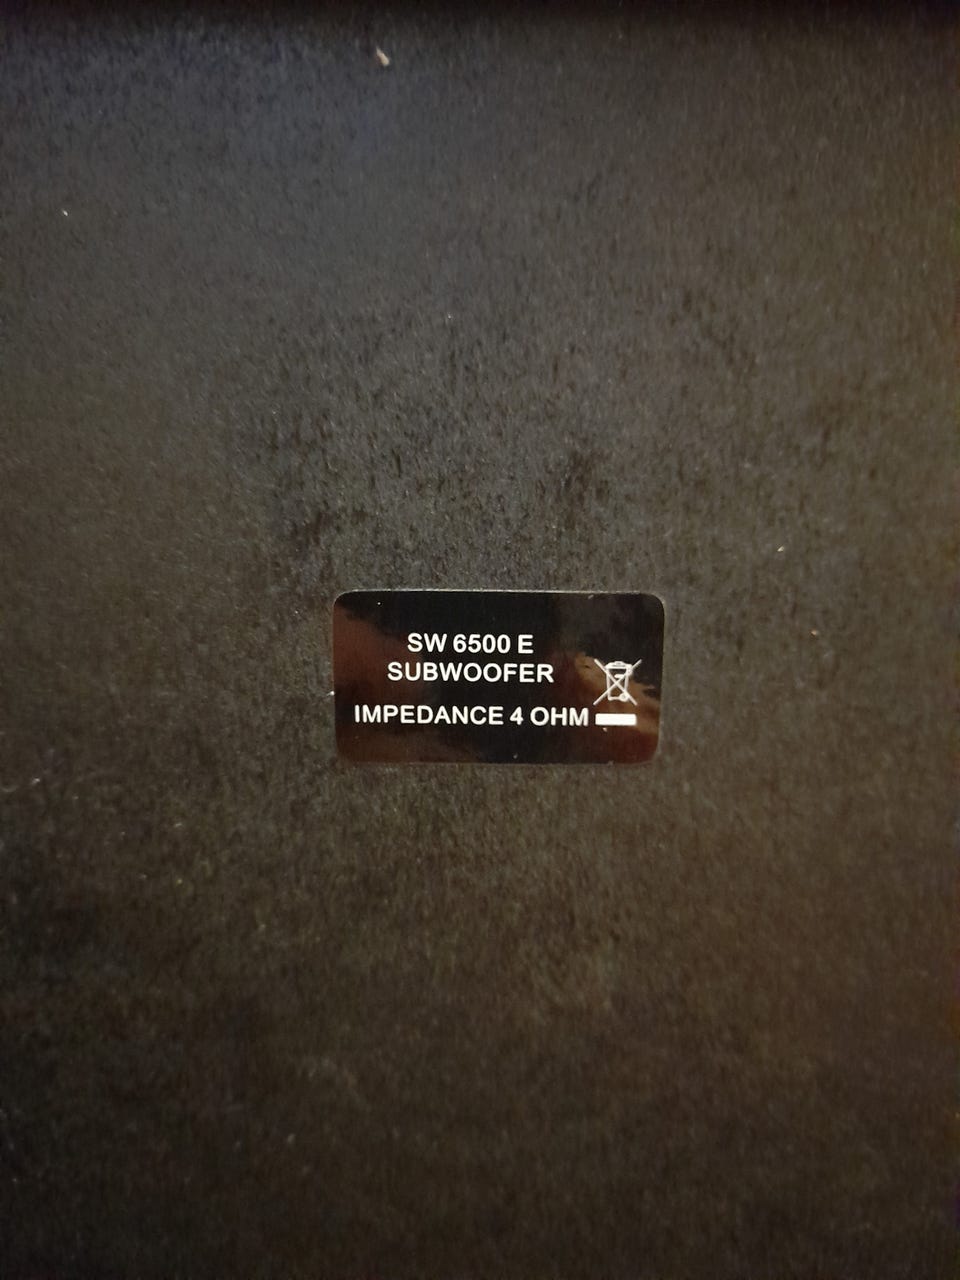 SW 6500 E
SUBWOOFER
IMPEDANCE 4 OHM